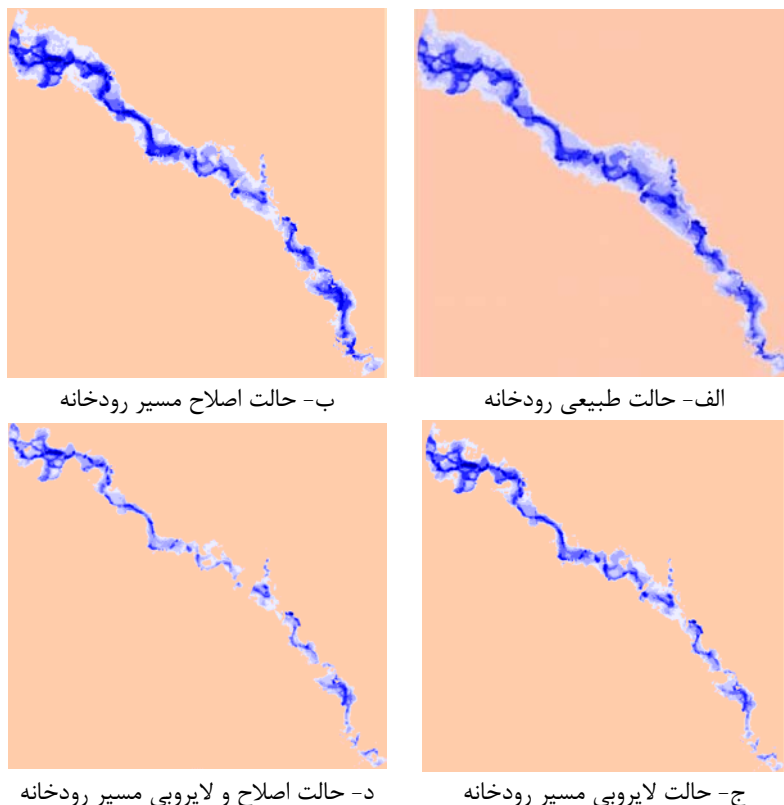 الف- حالت طبیعی رودخانه
ب- حالت اصلاح مسیر رودخانه
ج- حالت لایروبی مسیر رودخانه
د- حالت اصلاح و لایروبی مسیر رودخانه